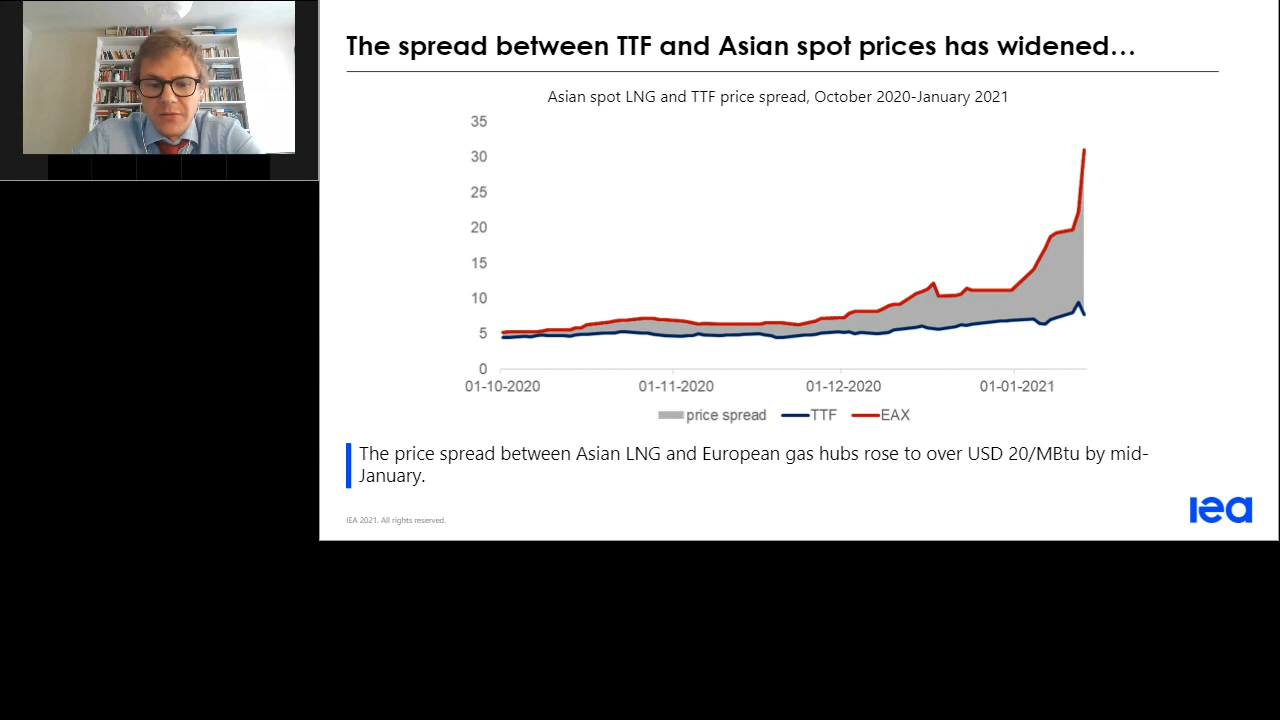 The spread between TTF and Asian spot prices has widened…
Asian spot LNG and TTF price spread, October 2020-January 2021
35
30
25
20
15
10
5
0
01-10-2020 01-11-2020 01-12-2020 01-01-2021
price spread TTF EAX
The price spread between Asian LNG and European gas hubs rose to over USD 20/MBtu by mid-
January.
IEA 2021. All rights reserved.
iea